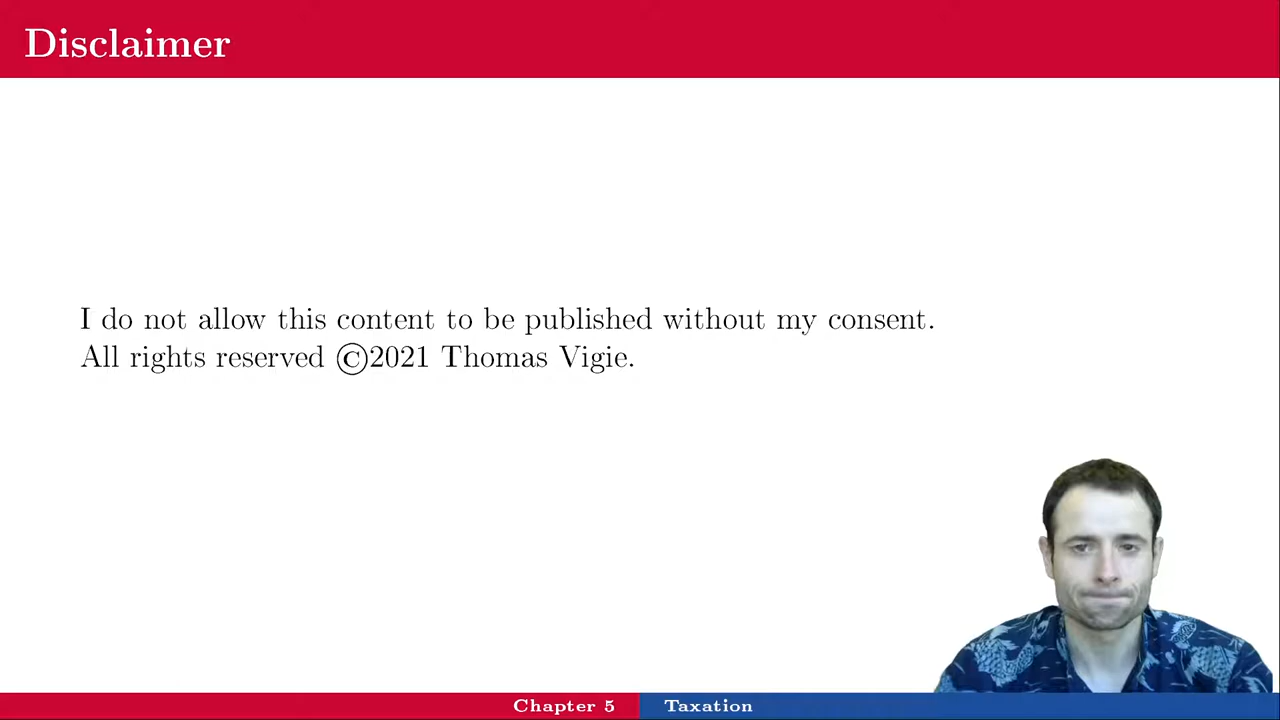 Disclaimer
I do not allow this content to be published without my consent.
All rights reserved ©2021 Thomas Vigie.
Chapter 5 Taxation